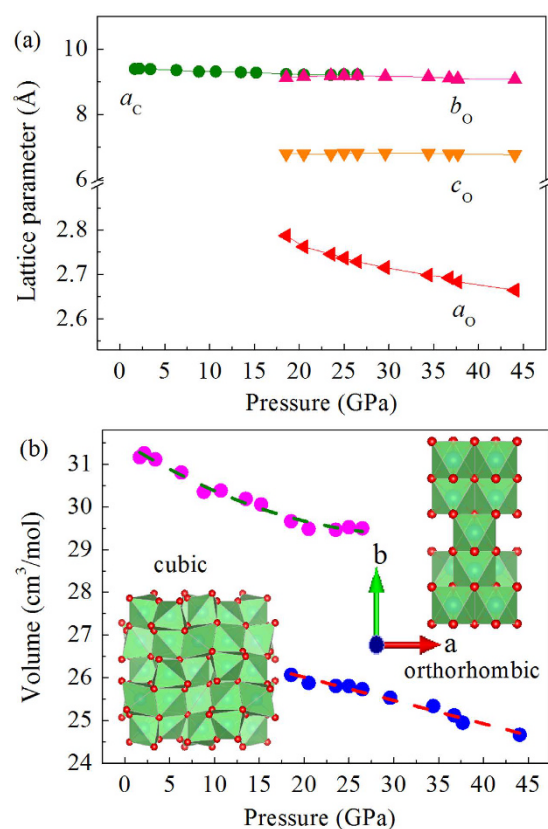 (a)
Lattice parameter (Å)
10
9
6
2.8
2.7
2.6
a_C
b_O
c_O
a_O
0 5 10 15 20 25 30 35 40 45
Pressure (GPa)
(b)
Volume (cm³/mol)
31
30
29
28
27
26
25
24
cubic
b
a
orthorhombic
0 5 10 15 20 25 30 35 40 45
Pressure (GPa)